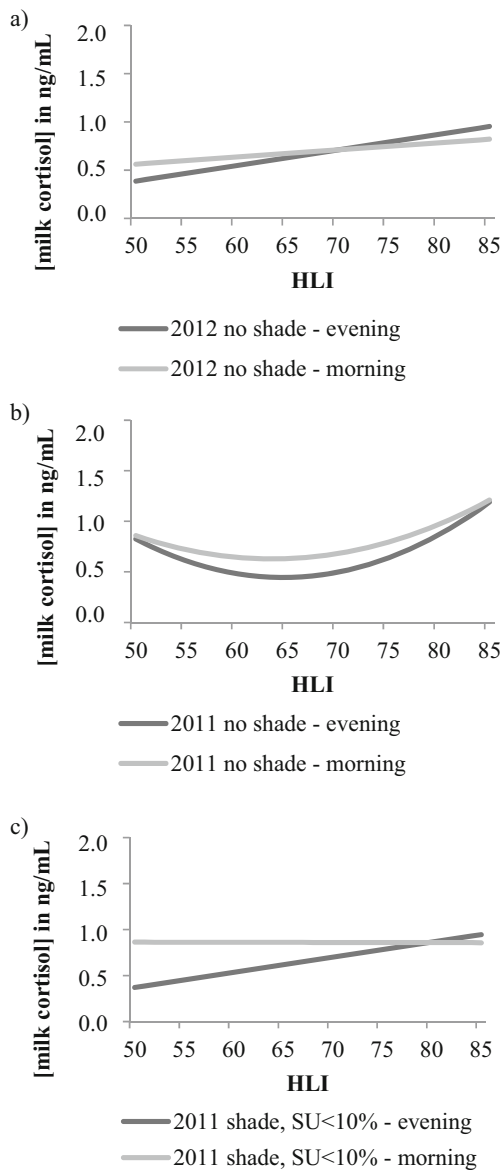 a)
[milk cortisol] in ng/mL
2.0
1.5
1.0
0.5
0.0
50 55 60 65 70 75 80 85
HLI
2012 no shade - evening
2012 no shade - morning
b)
[milk cortisol] in ng/mL
2.0
1.5
1.0
0.5
0.0
50 55 60 65 70 75 80 85
HLI
2011 no shade - evening
2011 no shade - morning
c)
[milk cortisol] in ng/mL
2.0
1.5
1.0
0.5
0.0
50 55 60 65 70 75 80 85
HLI
2011 shade, SU<10% - evening
2011 shade, SU<10% - morning